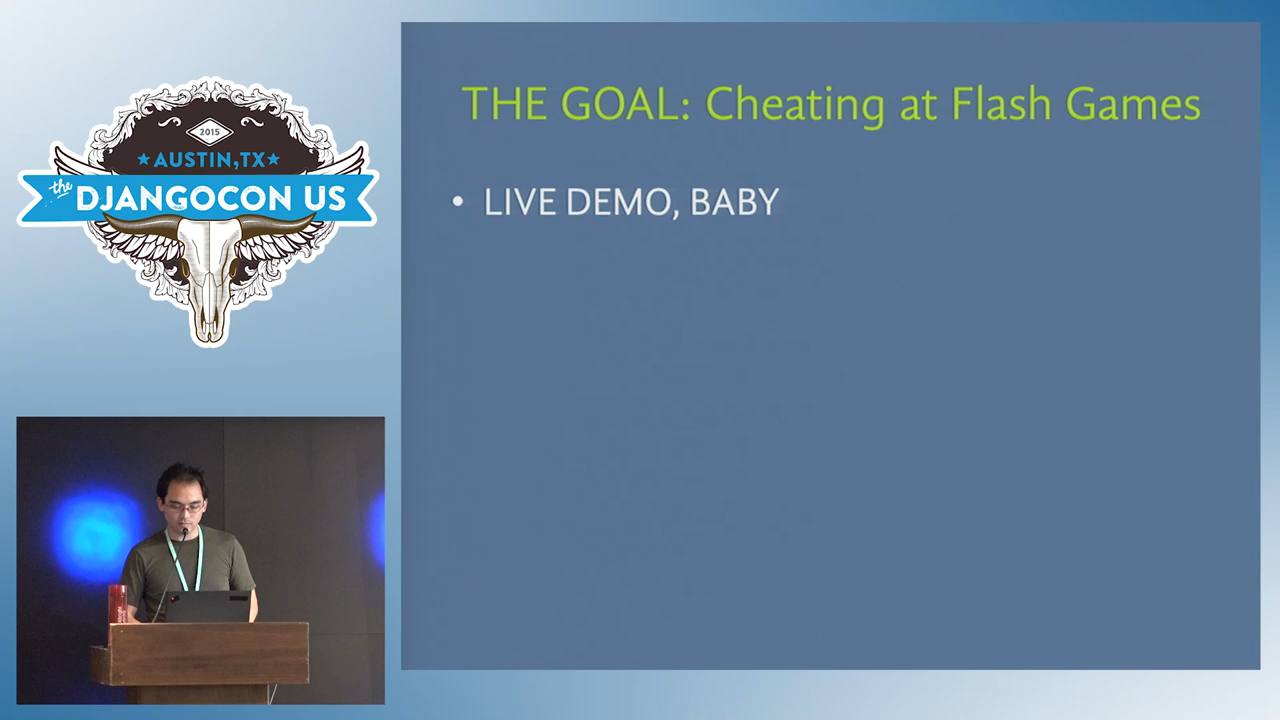 2015
AUSTIN, TX
the
DJANGOCON US
THE GOAL: Cheating at Flash Games
• LIVE DEMO, BABY